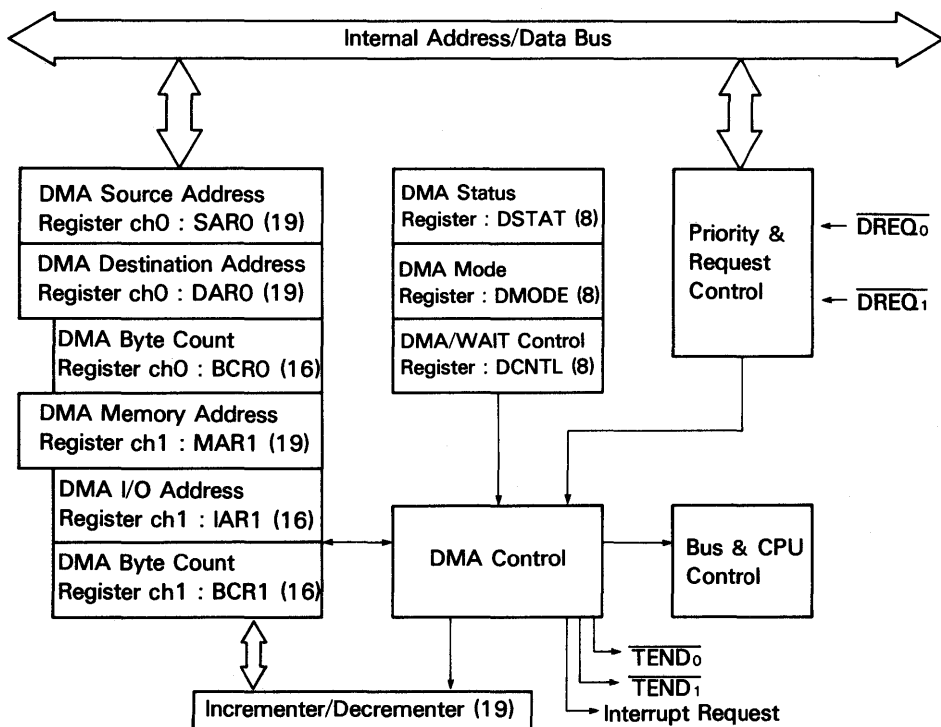 Internal Address/Data Bus
DMA Source Address
Register ch0 : SAR0 (19)
DMA Destination Address
Register ch0 : DAR0 (19)
DMA Byte Count
Register ch0 : BCR0 (16)
DMA Memory Address
Register ch1 : MAR1 (19)
DMA I/O Address
Register ch1 : IAR1 (16)
DMA Byte Count
Register ch1 : BCR1 (16)
DMA Status
Register : DSTAT (8)
DMA Mode
Register : DMODE (8)
DMA/WAIT Control
Register : DCNTL (8)
Priority &
Request
Control
DREQ₀
DREQ₁
DMA Control
Bus & CPU
Control
TEND₀
TEND₁
Interrupt Request
Incrementer/Decrementer (19)